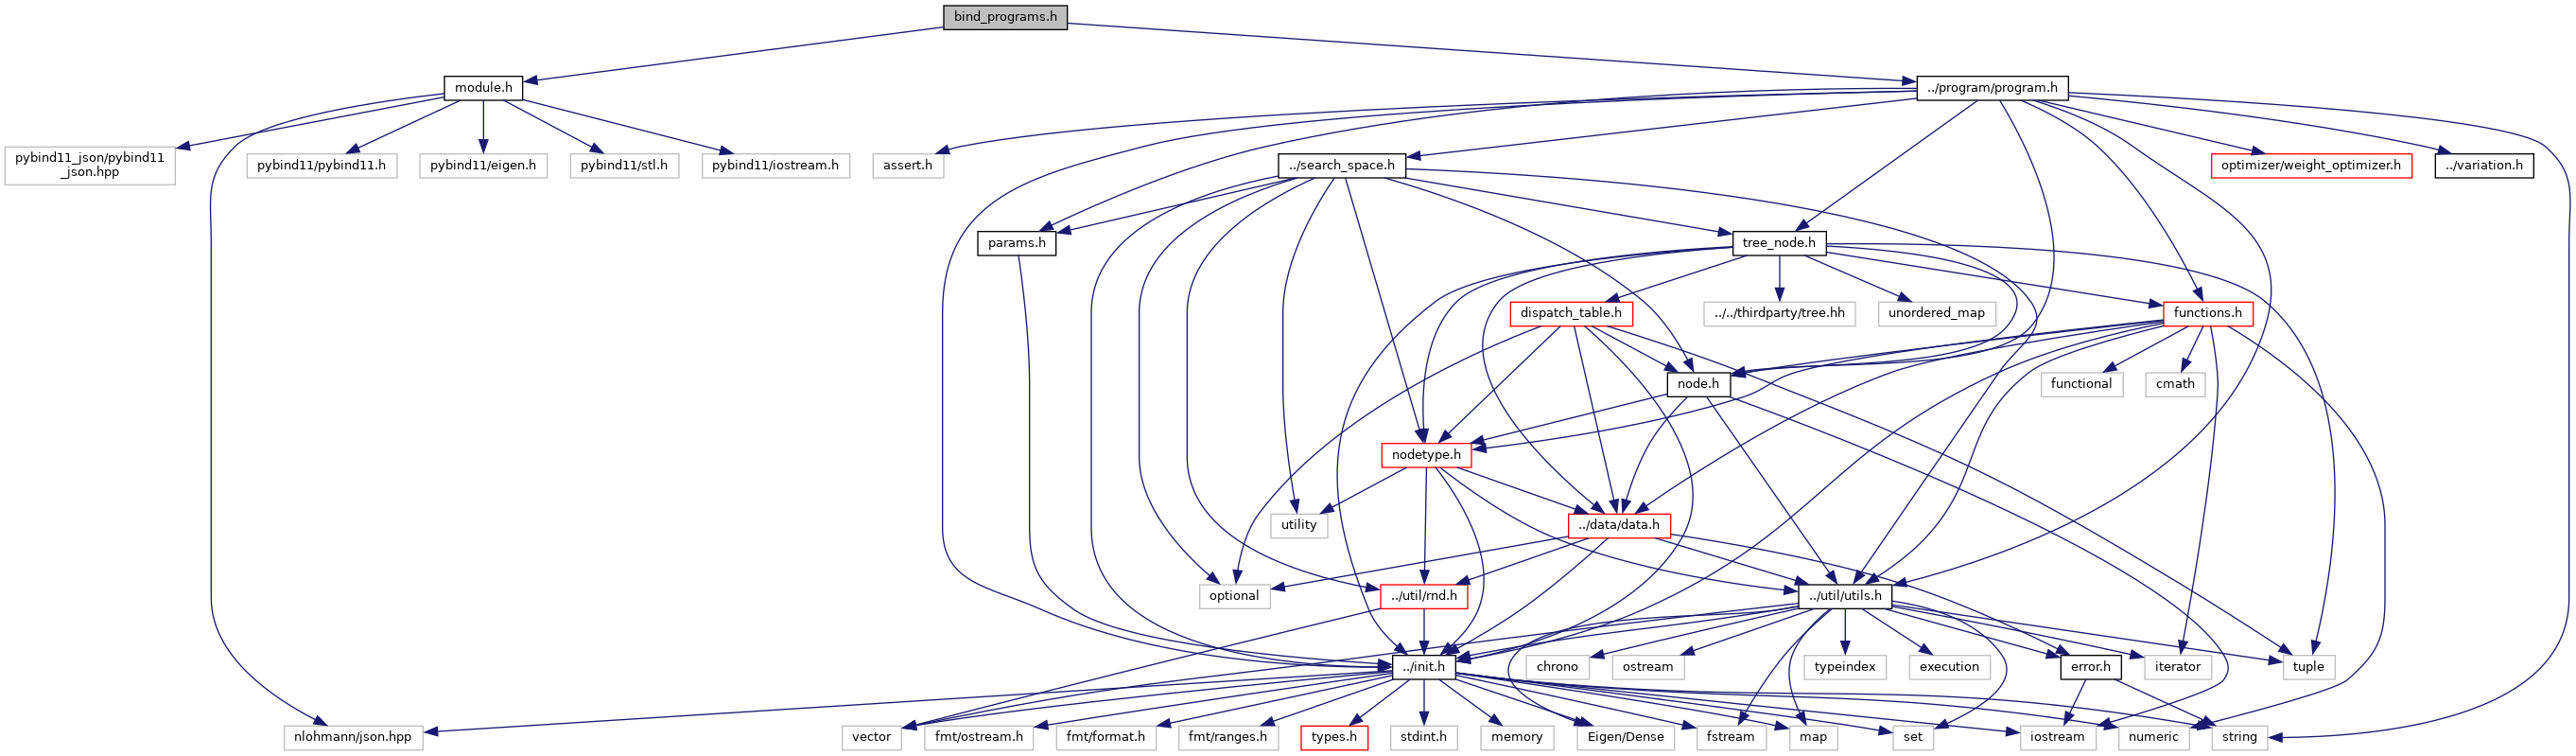 bind_programs.h
module.h
../program/program.h
pybind11_json/pybind11
_json.hpp
pybind11/pybind11.h
pybind11/eigen.h
pybind11/stl.h
pybind11/iostream.h
assert.h
../search_space.h
optimizer/weight_optimizer.h
../variation.h
params.h
tree_node.h
dispatch_table.h
../../thirdparty/tree.hh
unordered_map
functions.h
node.h
functional
cmath
nodetype.h
utility
../data/data.h
optional
../util/rnd.h
../util/utils.h
../init.h
chrono
ostream
typeindex
execution
error.h
iterator
tuple
nlohmann/json.hpp
vector
fmt/ostream.h
fmt/format.h
fmt/ranges.h
types.h
stdint.h
memory
Eigen/Dense
fstream
map
set
iostream
numeric
string